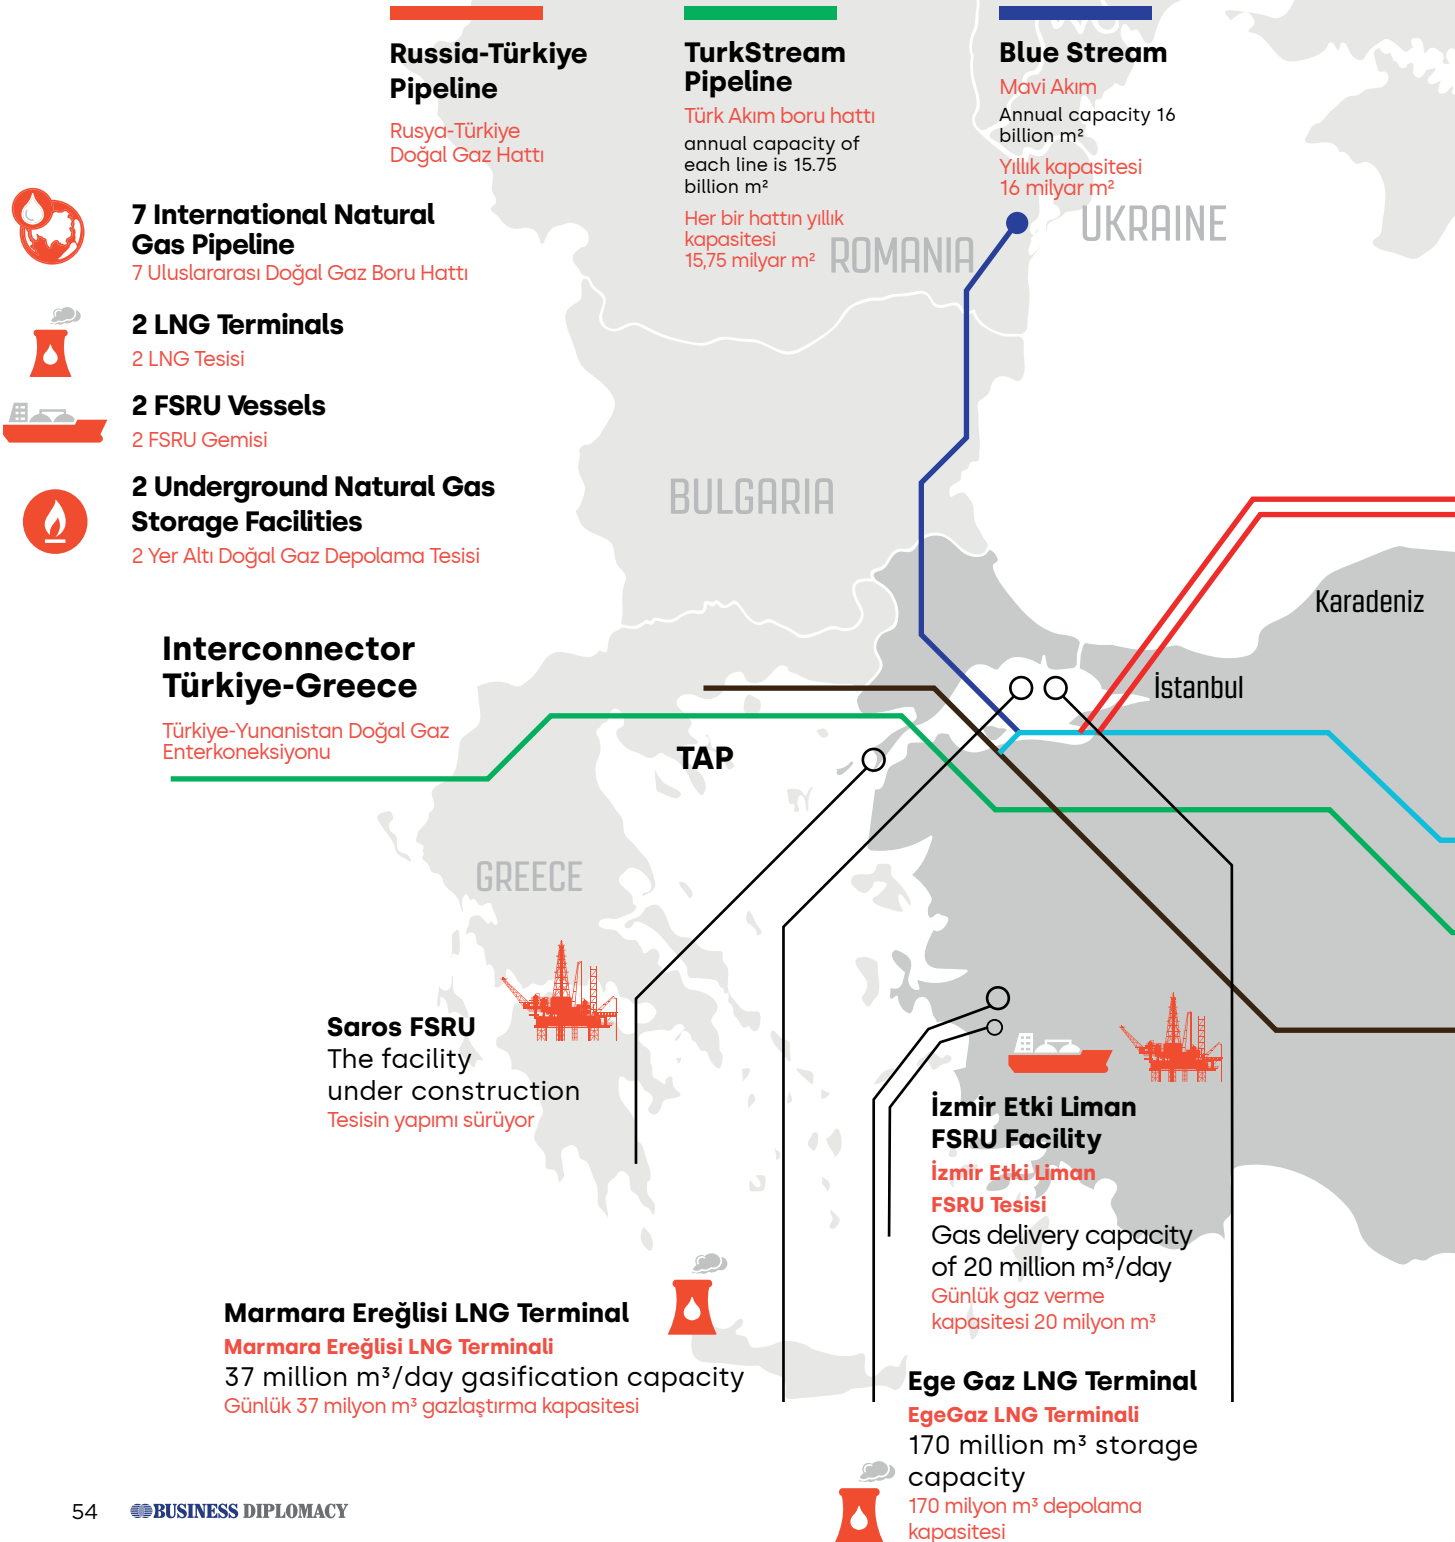 Russia-Türkiye
Pipeline
Rusya-Türkiye
Doğal Gaz Hattı
TurkStream
Pipeline
Türk Akım boru hattı
annual capacity of
each line is 15.75
billion m²
Her bir hattın yıllık
kapasitesi
15,75 milyar m²
Blue Stream
Mavi Akım
Annual capacity 16
billion m²
Yıllık kapasitesi
16 milyar m²
ROMANIA
UKRAINE
7 International Natural
Gas Pipeline
7 Uluslararası Doğal Gaz Boru Hattı
2 LNG Terminals
2 LNG Tesisi
2 FSRU Vessels
2 FSRU Gemisi
2 Underground Natural Gas
Storage Facilities
2 Yer Altı Doğal Gaz Depolama Tesisi
BULGARIA
Karadeniz
İstanbul
Interconnector
Türkiye-Greece
Türkiye-Yunanistan Doğal Gaz
Enterkoneksiyonu
TAP
GREECE
Saros FSRU
The facility
under construction
Tesisin yapımı sürüyor
İzmir Etki Liman
FSRU Facility
İzmir Etki Liman
FSRU Tesisi
Gas delivery capacity
of 20 million m³/day
Günlük gaz verme
kapasitesi 20 milyon m³
Marmara Ereğlisi LNG Terminal
Marmara Ereğlisi LNG Terminali
37 million m³/day gasification capacity
Günlük 37 milyon m³ gazlaştırma kapasitesi
Ege Gaz LNG Terminal
EgeGaz LNG Terminali
170 million m³ storage
capacity
170 milyon m³ depolama
kapasitesi
54
BUSINESS DIPLOMACY